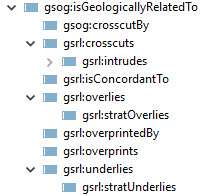 gsog:isGeologicallyRelatedTo
gsog:crosscutBy
gsrl:crosscuts
gsrl:intrudes
gsrl:isConcordantTo
gsrl:overlies
gsrl:stratOverlies
gsrl:overprintedBy
gsrl:overprints
gsrl:underlies
gsrl:stratUnderlies